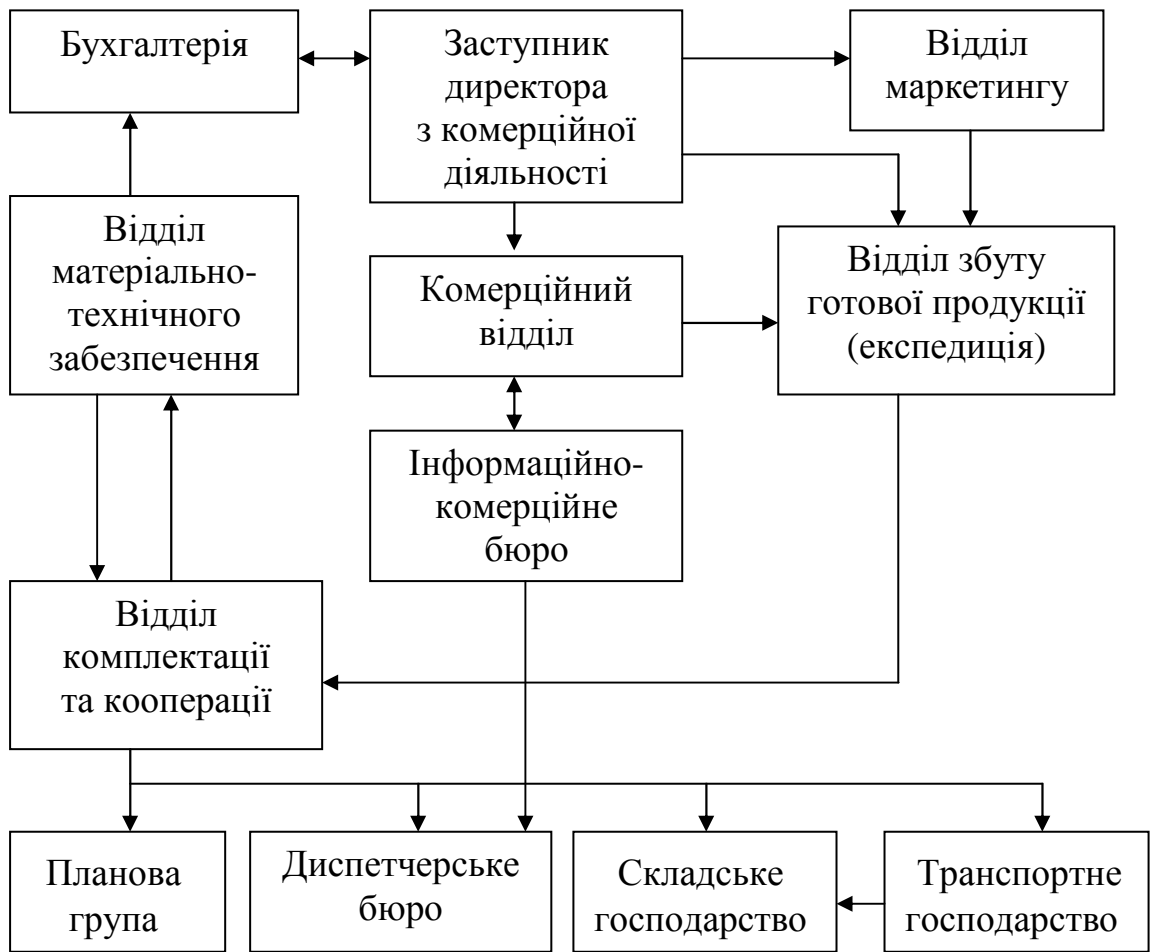 Бухгалтерія
Заступник
директора
з комерційної
діяльності
Відділ
маркетингу
Відділ
матеріально-
технічного
забезпечення
Комерційний
відділ
Відділ збуту
готової продукції
(експедиція)
Інформаційно-
комерційне
бюро
Відділ
комплектації
та кооперації
Планова
група
Диспетчерське
бюро
Складське
господарство
Транспортне
господарство